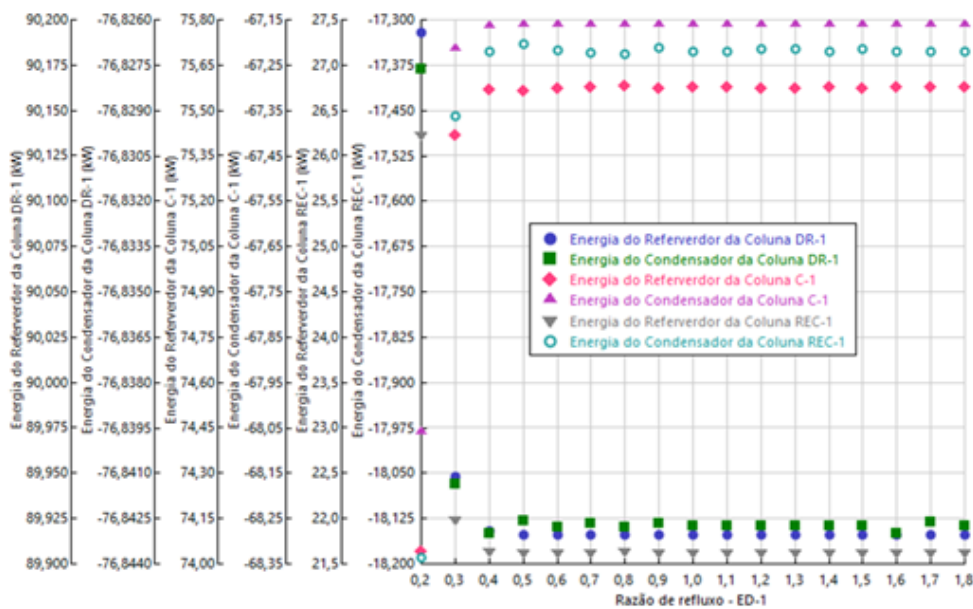 90,200 -76,8260 75,80 -67,15 27,5 -17,300
90,175 -76,8275 75,65 -67,25 27,0 -17,375
90,150 -76,8290 75,50 -67,35 26,5 -17,450
90,125 -76,8305 75,35 -67,45 26,0 -17,525
90,100 -76,8320 75,20 -67,55 25,5 -17,600
90,075 -76,8335 75,05 -67,65 25,0 -17,675
90,050 -76,8350 74,90 -67,75 24,5 -17,750
90,025 -76,8365 74,75 -67,85 24,0 -17,825
90,000 -76,8380 74,60 -67,95 23,5 -17,900
89,975 -76,8395 74,45 -68,05 23,0 -17,975
89,950 -76,8410 74,30 -68,15 22,5 -18,050
89,925 -76,8425 74,15 -68,25 22,0 -18,125
89,900 -76,8440 74,00 -68,35 21,5 -18,200
Energia do Referverdor da Coluna DR-1 (kW)
Energia do Condensador da Coluna DR-1 (kW)
Energia do Referverdor da Coluna C-1 (kW)
Energia do Condensador da Coluna C-1 (kW)
Energia do Referverdor da Coluna REC-1 (kW)
Energia do Condensador da Coluna REC-1 (kW)
Energia do Referverdor da Coluna DR-1
Energia do Condensador da Coluna DR-1
Energia do Referverdor da Coluna C-1
Energia do Condensador da Coluna C-1
Energia do Referverdor da Coluna REC-1
Energia do Condensador da Coluna REC-1
0,2 0,3 0,4 0,5 0,6 0,7 0,8 0,9 1,0 1,1 1,2 1,3 1,4 1,5 1,6 1,7 1,8
Razão de refluxo - ED-1